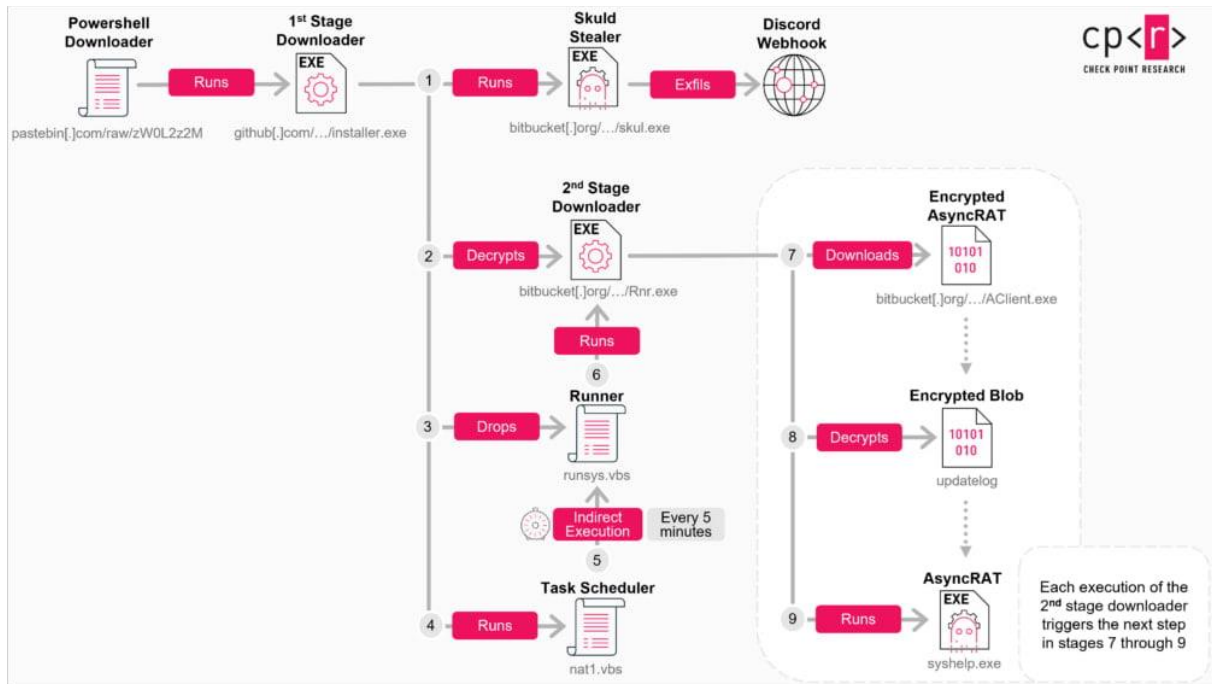 Powershell
Downloader
Runs
pastebin[.]com/raw/zW0L2z2M
1st Stage
Downloader
EXE
github[.]com/…/installer.exe
1
Runs
Skuld
Stealer
EXE
bitbucket[.]org/…/skul.exe
Exfils
Discord
Webhook
cp<r>
CHECK POINT RESEARCH
2
Decrypts
2nd Stage
Downloader
EXE
bitbucket[.]org/…/Rnr.exe
Runs
6
3
Drops
Runner
runsys.vbs
Indirect
Execution
Every 5
minutes
5
4
Runs
Task Scheduler
nat1.vbs
7
Downloads
Encrypted
AsyncRAT
10101
010
bitbucket[.]org/…/AClient.exe
8
Decrypts
Encrypted Blob
10101
010
updatelog
9
Runs
AsyncRAT
EXE
syshelp.exe
Each execution of the
2nd stage downloader
triggers the next step
in stages 7 through 9